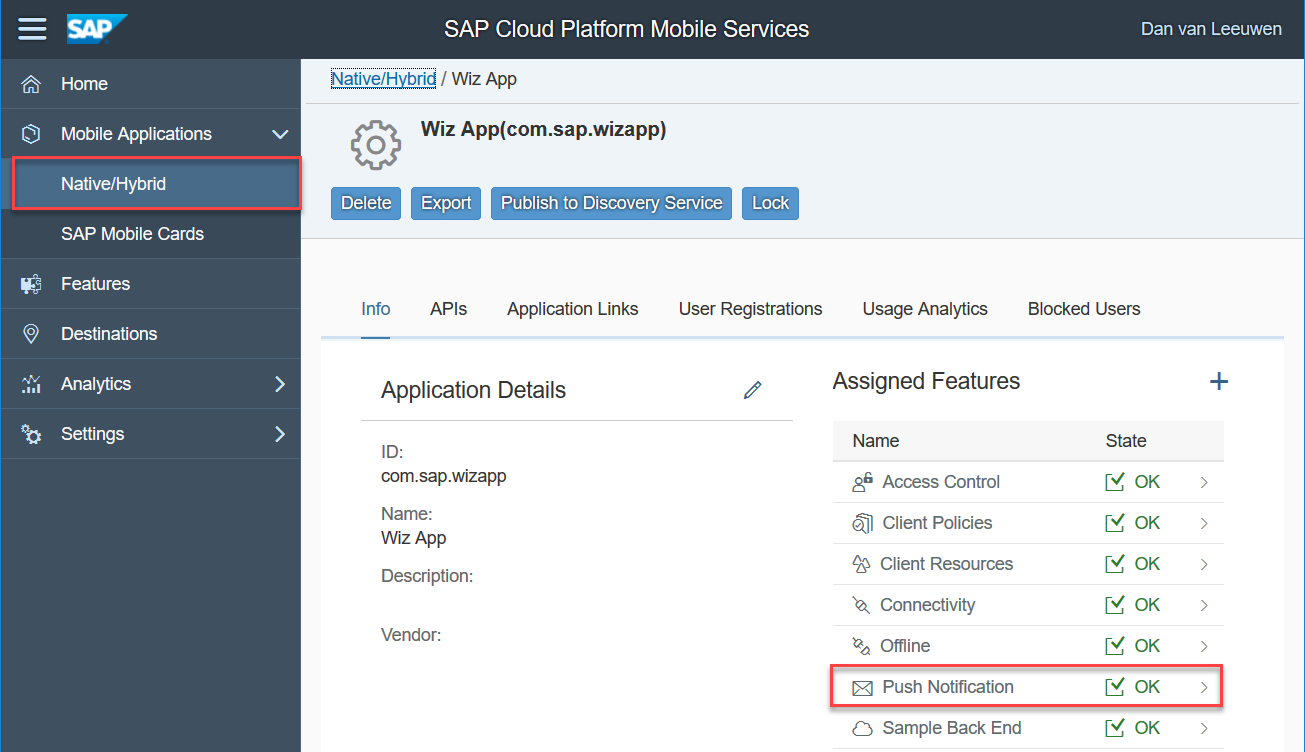 SAP SAP Cloud Platform Mobile Services Dan van Leeuwen
Home
Mobile Applications
Native/Hybrid
SAP Mobile Cards
Features
Destinations
Analytics
Settings
Native/Hybrid / Wiz App
Wiz App(com.sap.wizapp)
Delete Export Publish to Discovery Service Lock
Info APIs Application Links User Registrations Usage Analytics Blocked Users
Application Details
ID:
com.sap.wizapp
Name:
Wiz App
Description:
Vendor:
Assigned Features
Name State
Access Control OK
Client Policies OK
Client Resources OK
Connectivity OK
Offline OK
Push Notification OK
Sample Back End OK